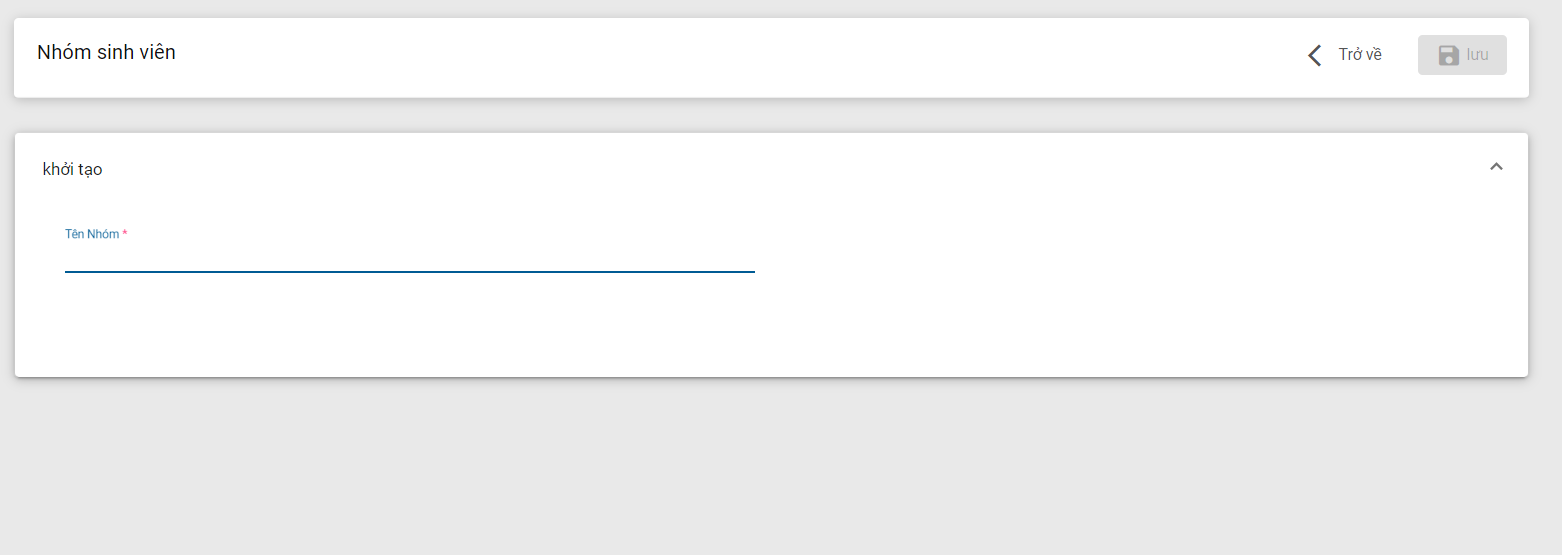 Nhóm sinh viên
Trở về
lưu
khởi tạo
Tên Nhóm *